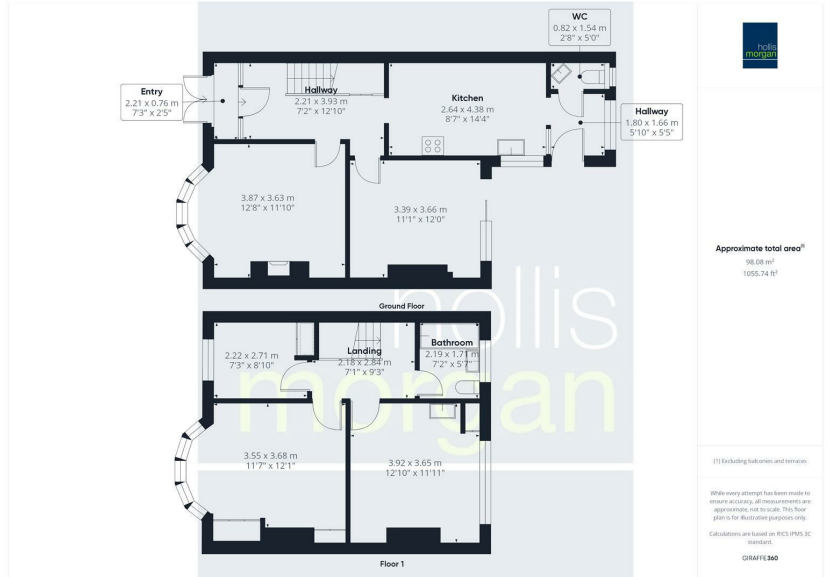 WC
0.82 x 1.54 m
2'8" x 5'0"
Entry
2.21 x 0.76 m
7'3" x 2'5"
Hallway
2.21 x 3.93 m
7'2" x 12'10"
Kitchen
2.64 x 4.38 m
8'7" x 14'4"
Hallway
1.80 x 1.66 m
5'10" x 5'5"
3.87 x 3.63 m
12'8" x 11'10"
3.39 x 3.66 m
11'1" x 12'0"
Ground Floor
2.22 x 2.71 m
7'3" x 8'10"
Landing
2.18 x 2.84 m
7'1" x 9'3"
Bathroom
2.19 x 1.71 m
7'2" x 5'7"
3.55 x 3.68 m
11'7" x 12'1"
3.92 x 3.65 m
12'10" x 11'11"
Floor 1
hollis
morgan
hollis
morgan
Approximate total area(1)
98.08 m²
1055.74 ft²
(1) Excluding balconies and terraces
While every attempt has been made to
ensure accuracy, all measurements are
approximate, not to scale. This floor
plan is for illustrative purposes only.
Calculations are based on RICS IPMS 3C
standard.
GIRAFFE360